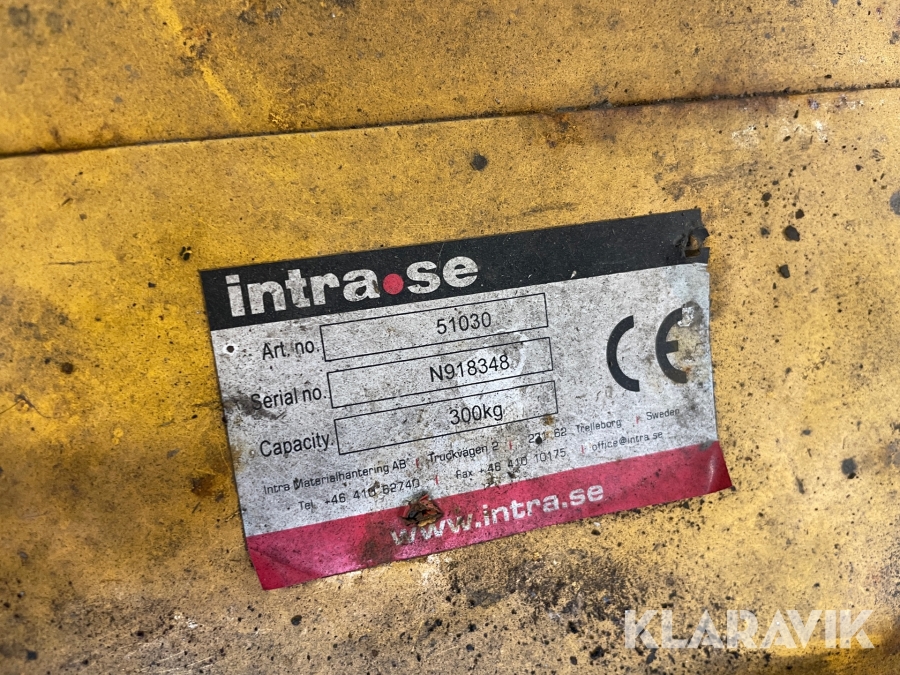 intra.se
Art. no. 51030
Serial no. N918348
Capacity 300kg
CE
Intra Materialhantering AB | Truckvägen 2 | 62 Trelleborg | Sweden
Tel. +46 410 62740 | Fax +46 410 10175 | office@intra.se
www.intra.se
KLARAVIK